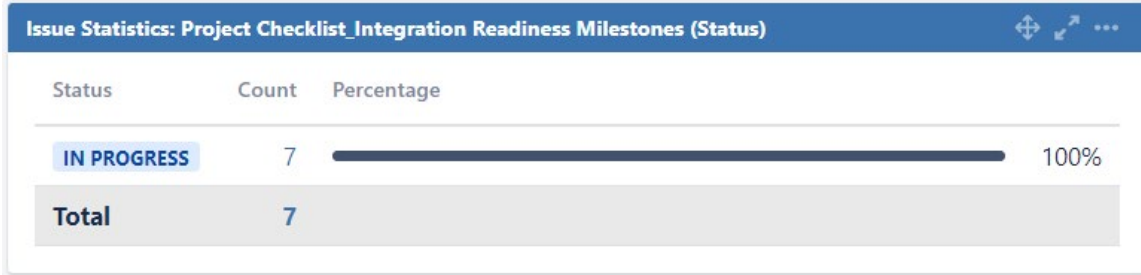 Issue Statistics: Project Checklist_Integration Readiness Milestones (Status)
Status Count Percentage
IN PROGRESS 7 100%
Total 7